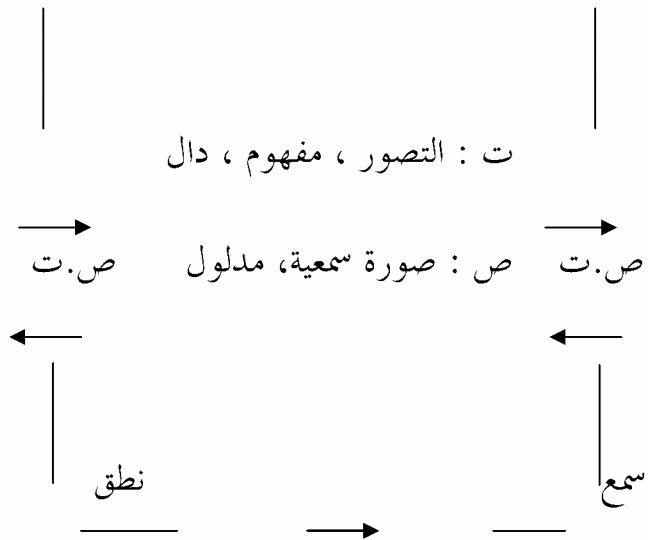 ت : التصور ، مفهوم ، دال
ص.ت ص : صورة سمعية، مدلول ص.ت
سمع نطق